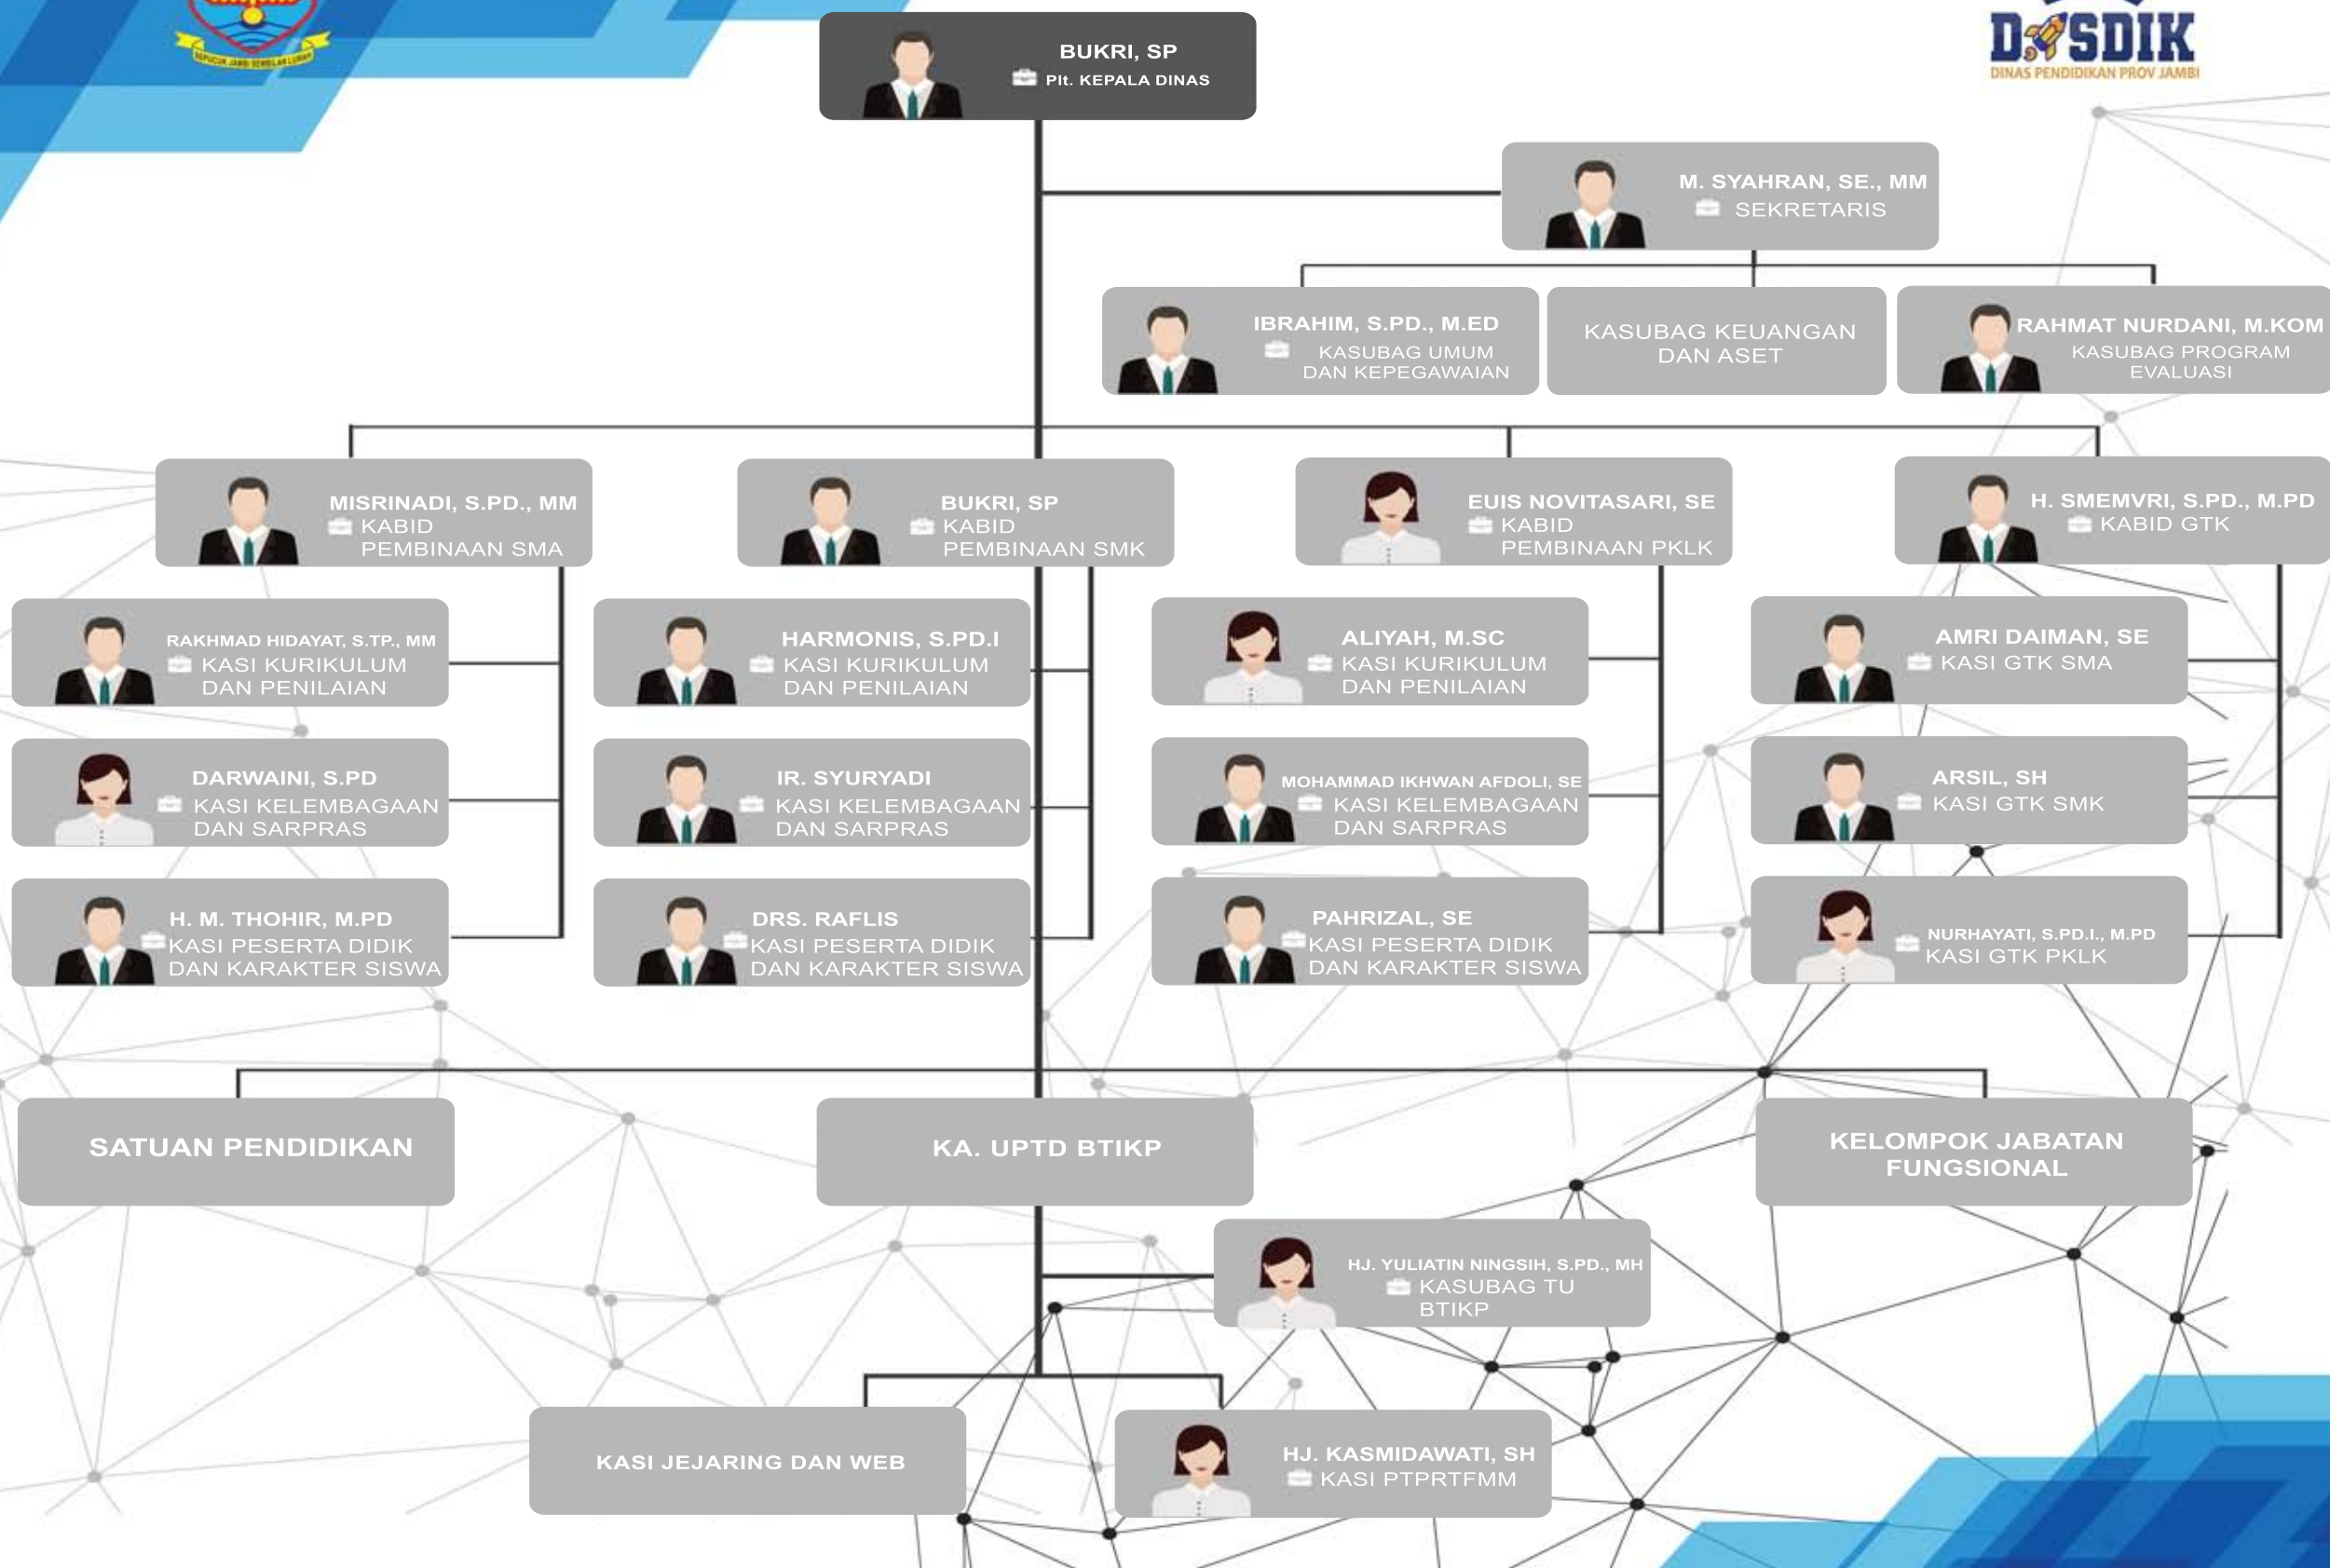 SEPUCUK JAMBI SEMBILAN LURAH
DISDIK
DINAS PENDIDIKAN PROV JAMBI
BUKRI, SP
Plt. KEPALA DINAS
M. SYAHRAN, SE., MM
SEKRETARIS
IBRAHIM, S.PD., M.ED
KASUBAG UMUM
DAN KEPEGAWAIAN
KASUBAG KEUANGAN
DAN ASET
RAHMAT NURDANI, M.KOM
KASUBAG PROGRAM
EVALUASI
MISRINADI, S.PD., MM
KABID
PEMBINAAN SMA
BUKRI, SP
KABID
PEMBINAAN SMK
EUIS NOVITASARI, SE
KABID
PEMBINAAN PKLK
H. SMEMVRI, S.PD., M.PD
KABID GTK
RAKHMAD HIDAYAT, S.TP., MM
KASI KURIKULUM
DAN PENILAIAN
HARMONIS, S.PD.I
KASI KURIKULUM
DAN PENILAIAN
ALIYAH, M.SC
KASI KURIKULUM
DAN PENILAIAN
AMRI DAIMAN, SE
KASI GTK SMA
DARWAINI, S.PD
KASI KELEMBAGAAN
DAN SARPRAS
IR. SYURYADI
KASI KELEMBAGAAN
DAN SARPRAS
MOHAMMAD IKHWAN AFDOLI, SE
KASI KELEMBAGAAN
DAN SARPRAS
ARSIL, SH
KASI GTK SMK
H. M. THOHIR, M.PD
KASI PESERTA DIDIK
DAN KARAKTER SISWA
DRS. RAFLIS
KASI PESERTA DIDIK
DAN KARAKTER SISWA
PAHRIZAL, SE
KASI PESERTA DIDIK
DAN KARAKTER SISWA
NURHAYATI, S.PD.I., M.PD
KASI GTK PKLK
SATUAN PENDIDIKAN
KA. UPTD BTIKP
KELOMPOK JABATAN
FUNGSIONAL
HJ. YULIATIN NINGSIH, S.PD., MH
KASUBAG TU
BTIKP
KASI JEJARING DAN WEB
HJ. KASMIDAWATI, SH
KASI PTPRTFMM